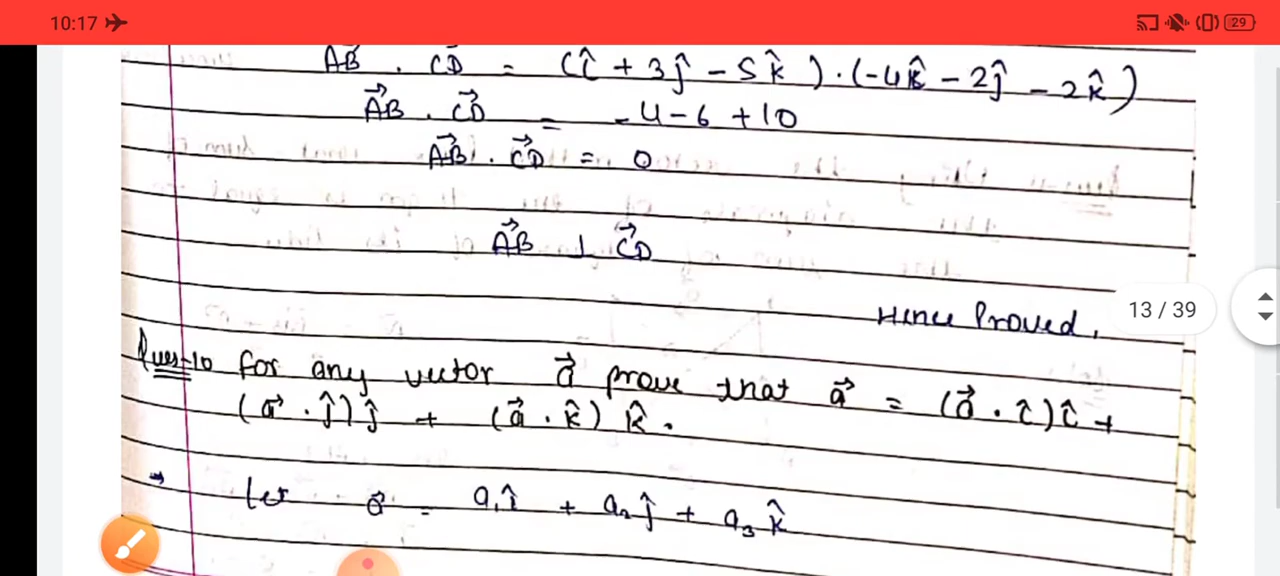 10:17
29
AB⃗ . CD⃗ = (î + 3ĵ - 5k̂) . (-4k̂ - 2ĵ - 2k̂)
AB⃗ . CD⃗ = -4 - 6 + 10
AB⃗ . CD⃗ = 0
AB⃗ ⊥ CD⃗
Hence Proved,
13 / 39
Ques-10 for any vector a⃗ prove that a⃗ = (a⃗ . î) î +
(a⃗ . ĵ) ĵ + (a⃗ . k̂) k̂.
→ let a⃗ = a₁î + a₂ĵ + a₃k̂